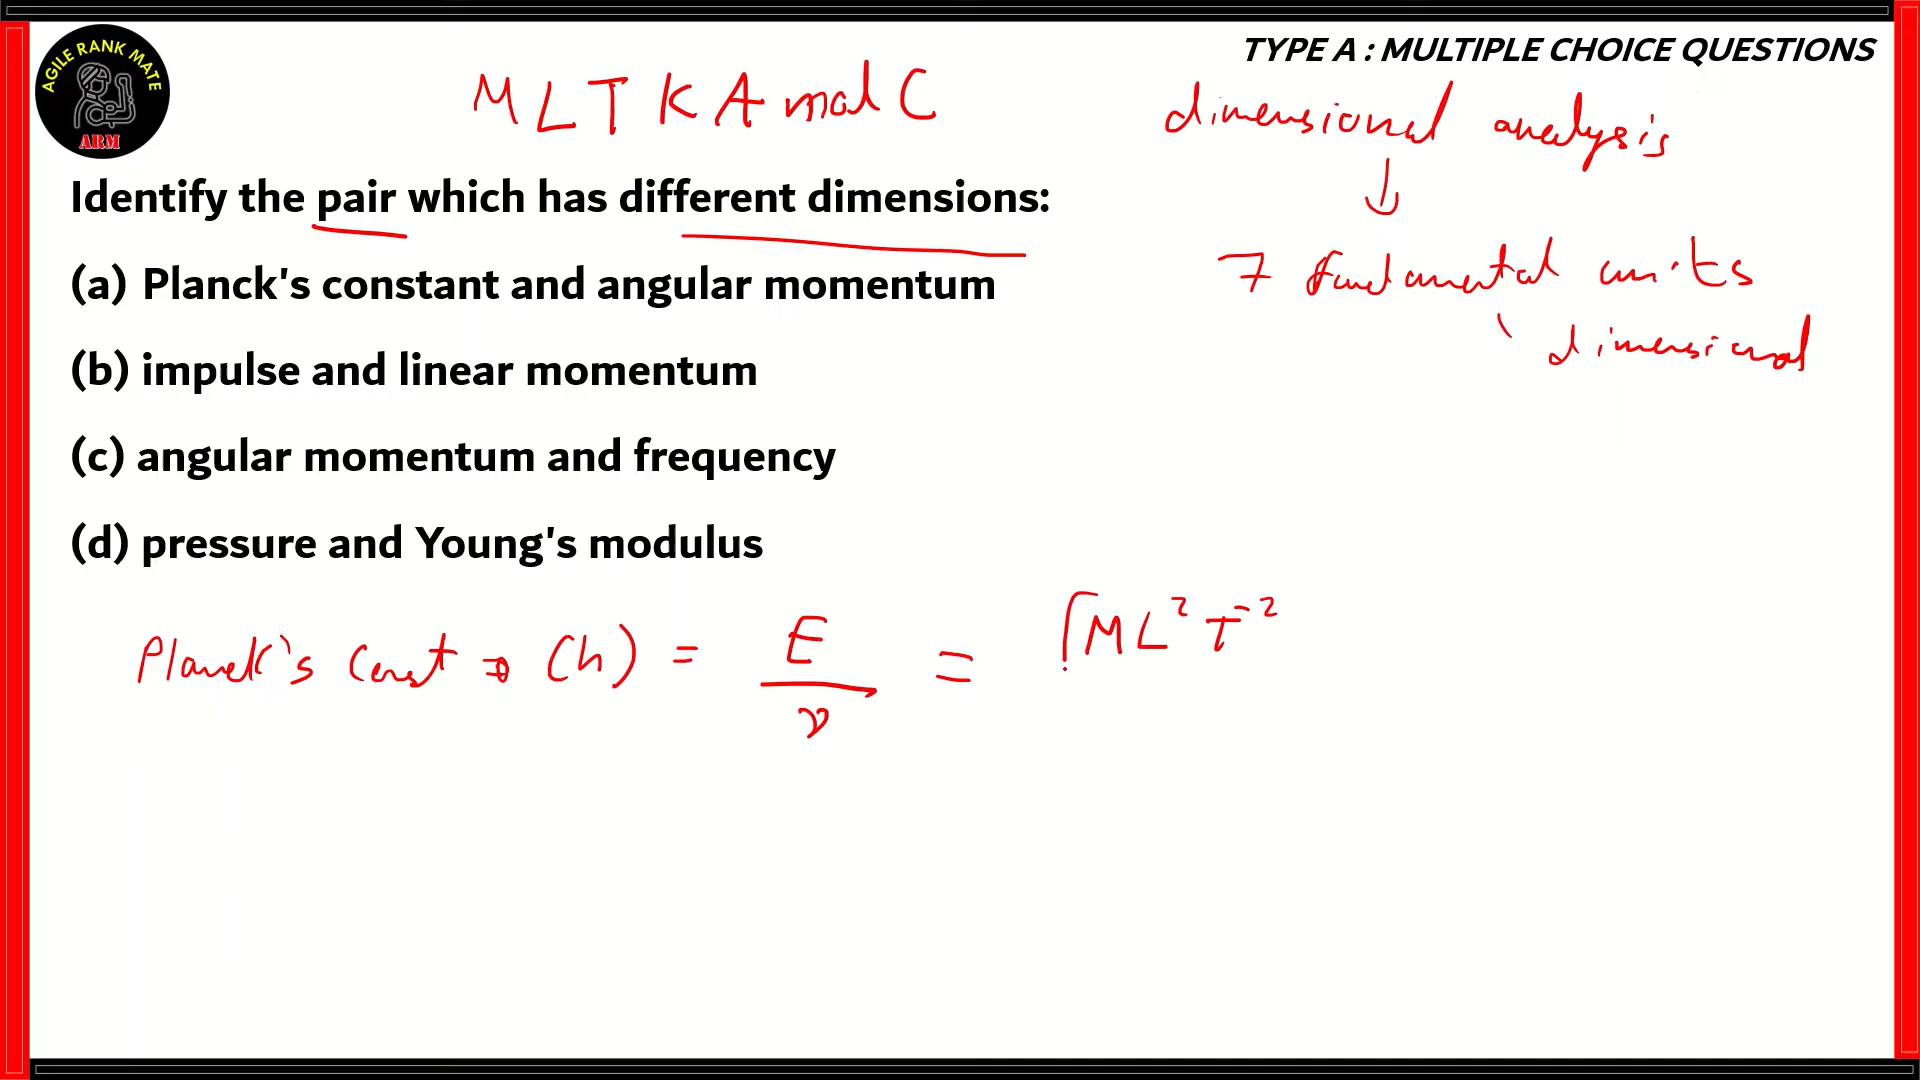 AGILE RANK MATE
ARM
TYPE A : MULTIPLE CHOICE QUESTIONS
M L T K A mol C
dimensional analysis
Identify the pair which has different dimensions:
7 fundamental units
dimensional
(a) Planck's constant and angular momentum
(b) impulse and linear momentum
(c) angular momentum and frequency
(d) pressure and Young's modulus
Planck's Const ⇒ (h) = E/ν = [ML²T⁻²